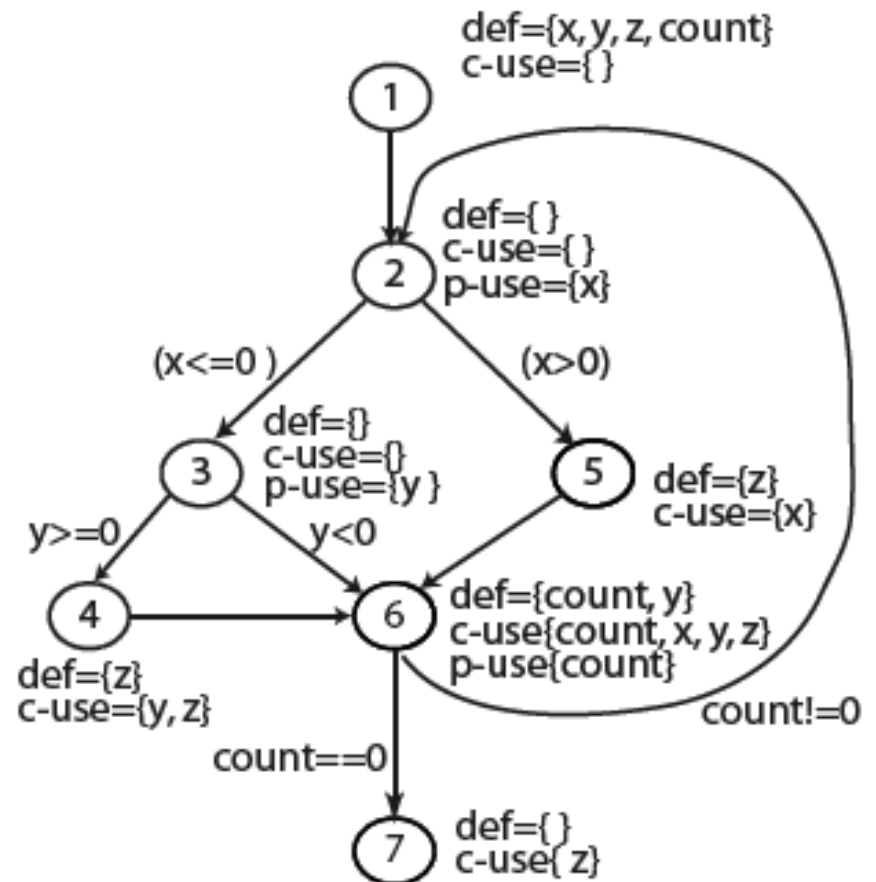 def={x, y, z, count}
c-use={ }
1
def={ }
c-use={ }
p-use={x}
2
(x<=0 )
(x>0)
def={}
c-use={}
p-use={y }
3
5
def={z}
c-use={x}
y>=0
y<0
4
6
def={count, y}
c-use{count, x, y, z}
p-use{count}
def={z}
c-use={y, z}
count!=0
count==0
7
def={ }
c-use{ z}